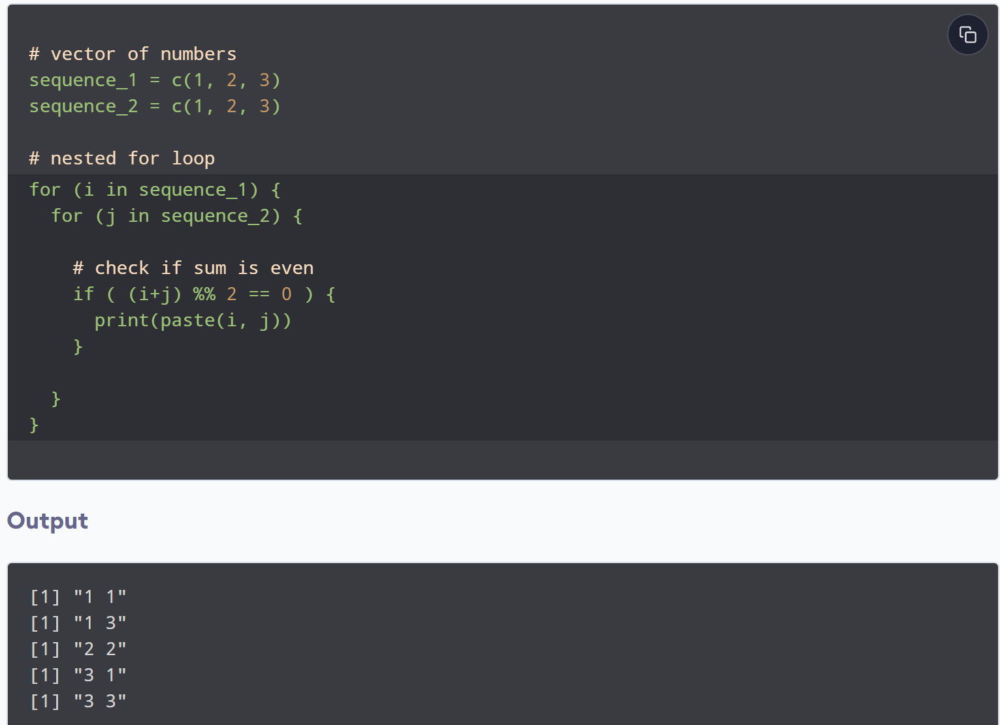 # vector of numbers
sequence_1 = c(1, 2, 3)
sequence_2 = c(1, 2, 3)
# nested for loop
for (i in sequence_1) {
  for (j in sequence_2) {
    # check if sum is even
    if ( (i+j) %% 2 == 0 ) {
      print(paste(i, j))
    }
  }
}
Output
[1] "1 1"
[1] "1 3"
[1] "2 2"
[1] "3 1"
[1] "3 3"